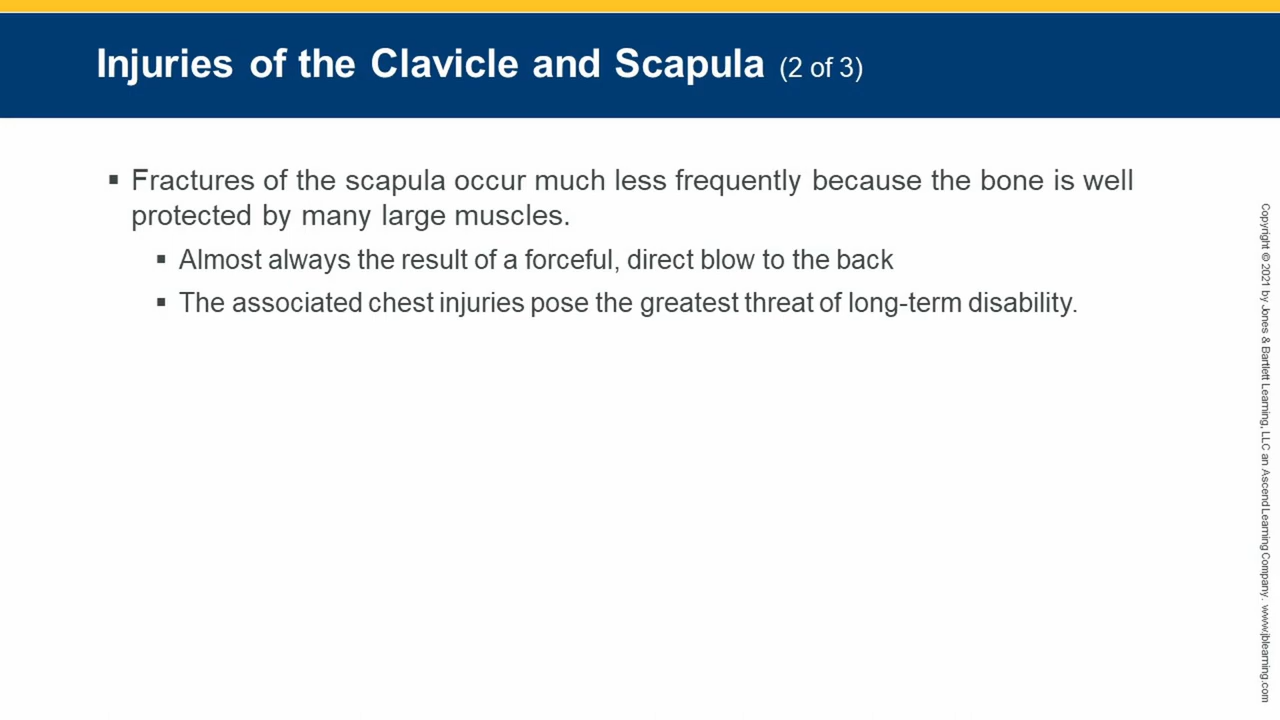 Injuries of the Clavicle and Scapula (2 of 3)
▪ Fractures of the scapula occur much less frequently because the bone is well
protected by many large muscles.
▪ Almost always the result of a forceful, direct blow to the back
▪ The associated chest injuries pose the greatest threat of long-term disability.
Copyright © 2021 by Jones & Bartlett Learning, LLC an Ascend Learning Company. www.jblearning.com